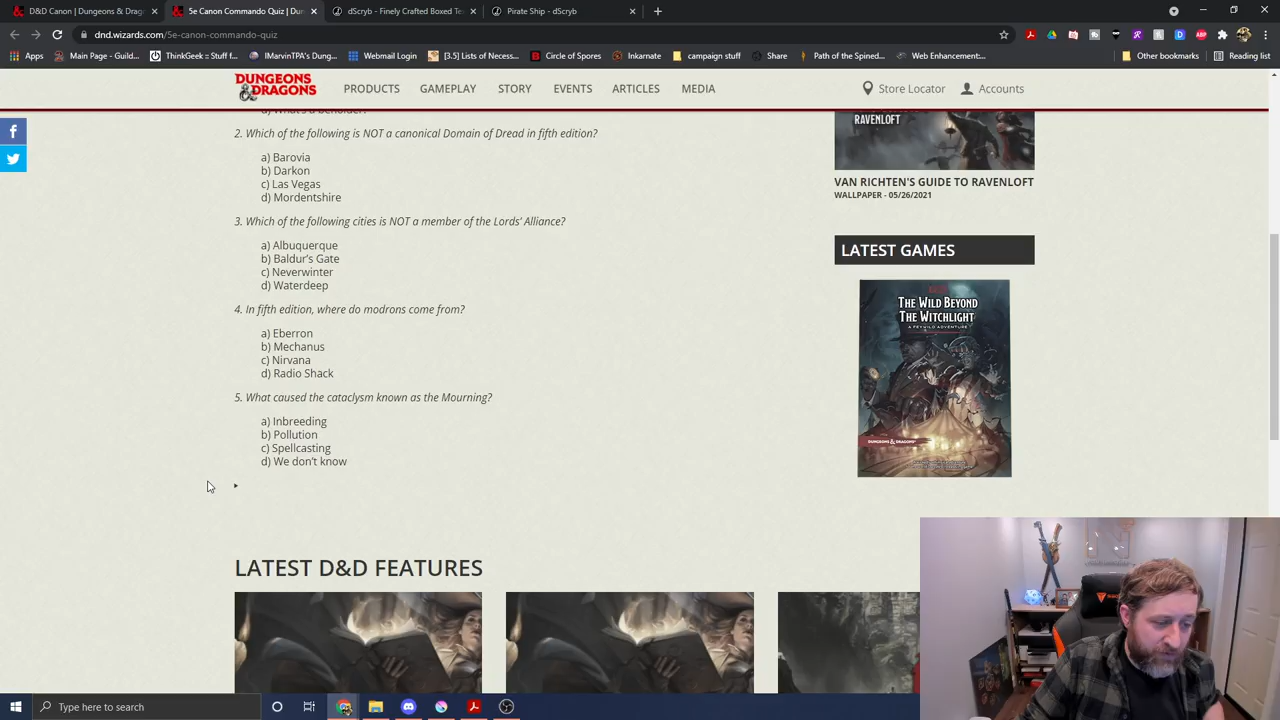 D&D Canon | Dungeons & Drag
5e Canon Commando Quiz | Dun
dScryb - Finely Crafted Boxed Te
Pirate Ship - dScryb
dnd.wizards.com/5e-canon-commando-quiz
Apps
Main Page - Guild...
ThinkGeek :: Stuff f...
IMarvinTPA's Dung...
Webmail Login
[3.5] Lists of Necess...
Circle of Spores
Inkarnate
campaign stuff
Share
Path of the Spined...
Web Enhancement:...
Other bookmarks
Reading list
DUNGEONS & DRAGONS
PRODUCTS
GAMEPLAY
STORY
EVENTS
ARTICLES
MEDIA
Store Locator
Accounts
2. Which of the following is NOT a canonical Domain of Dread in fifth edition?
a) Barovia
b) Darkon
c) Las Vegas
d) Mordentshire
3. Which of the following cities is NOT a member of the Lords' Alliance?
a) Albuquerque
b) Baldur's Gate
c) Neverwinter
d) Waterdeep
4. In fifth edition, where do modrons come from?
a) Eberron
b) Mechanus
c) Nirvana
d) Radio Shack
5. What caused the cataclysm known as the Mourning?
a) Inbreeding
b) Pollution
c) Spellcasting
d) We don't know
RAVENLOFT
VAN RICHTEN'S GUIDE TO RAVENLOFT
WALLPAPER - 05/26/2021
LATEST GAMES
THE WILD BEYOND
THE WITCHLIGHT
A FEYWILD ADVENTURE
DUNGEONS & DRAGONS
LATEST D&D FEATURES
Type here to search